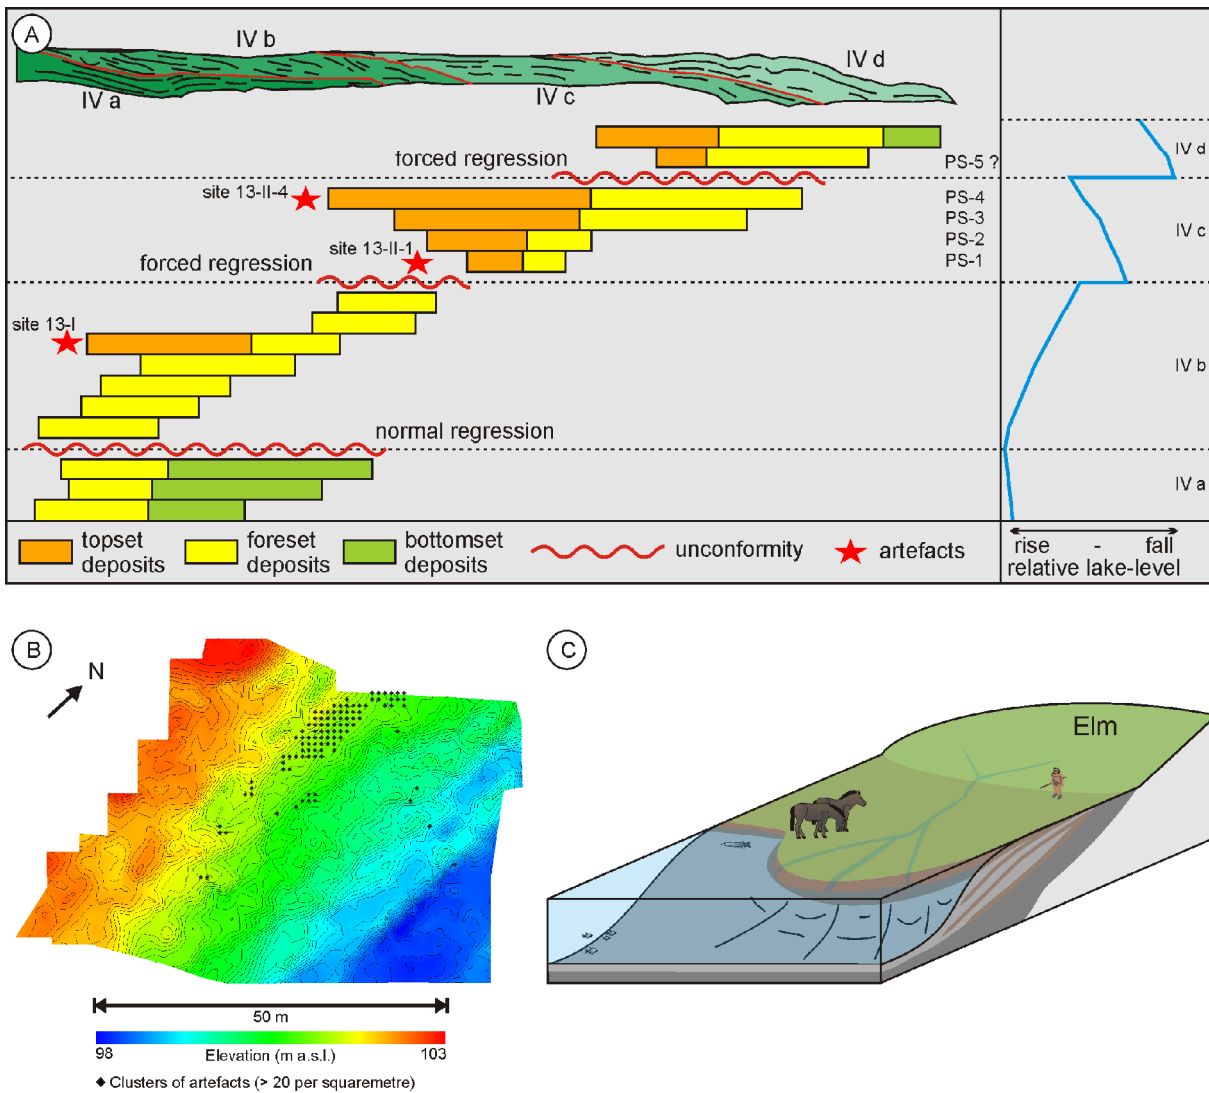 A
IV b
IV d
IV a
IV c
forced regression
PS-5 ?
IV d
site 13-II-4
PS-4
PS-3
PS-2
PS-1
IV c
site 13-II-1
forced regression
site 13-I
IV b
normal regression
IV a
topset
deposits
foreset
deposits
bottomset
deposits
unconformity
artefacts
rise - fall
relative lake-level
B
N
50 m
98 Elevation (m a.s.l.) 103
Clusters of artefacts (> 20 per squaremetre)
C
Elm